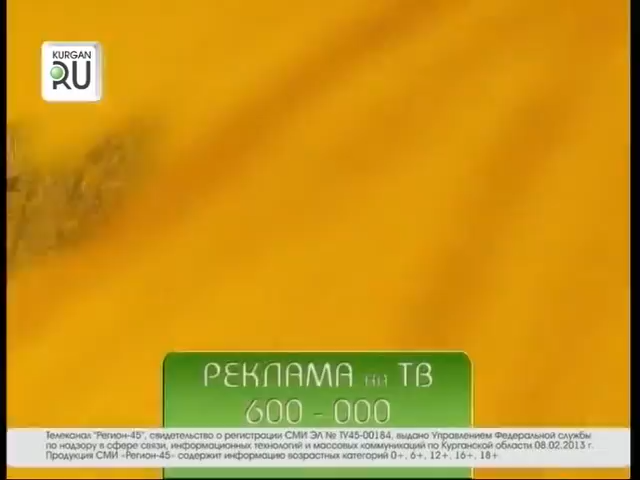 KURGAN
RU
РЕКЛАМА на ТВ
600 - 000
Телеканал "Регион-45", свидетельство о регистрации СМИ ЭЛ № TV45-00184, выдано Управлением Федеральной службы
по надзору в сфере связи, информационных технологий и массовых коммуникаций по Курганской области 08.02.2013 г.
Продукция СМИ «Регион-45» содержит информацию возрастных категорий 0+, 6+, 12+, 16+, 18+